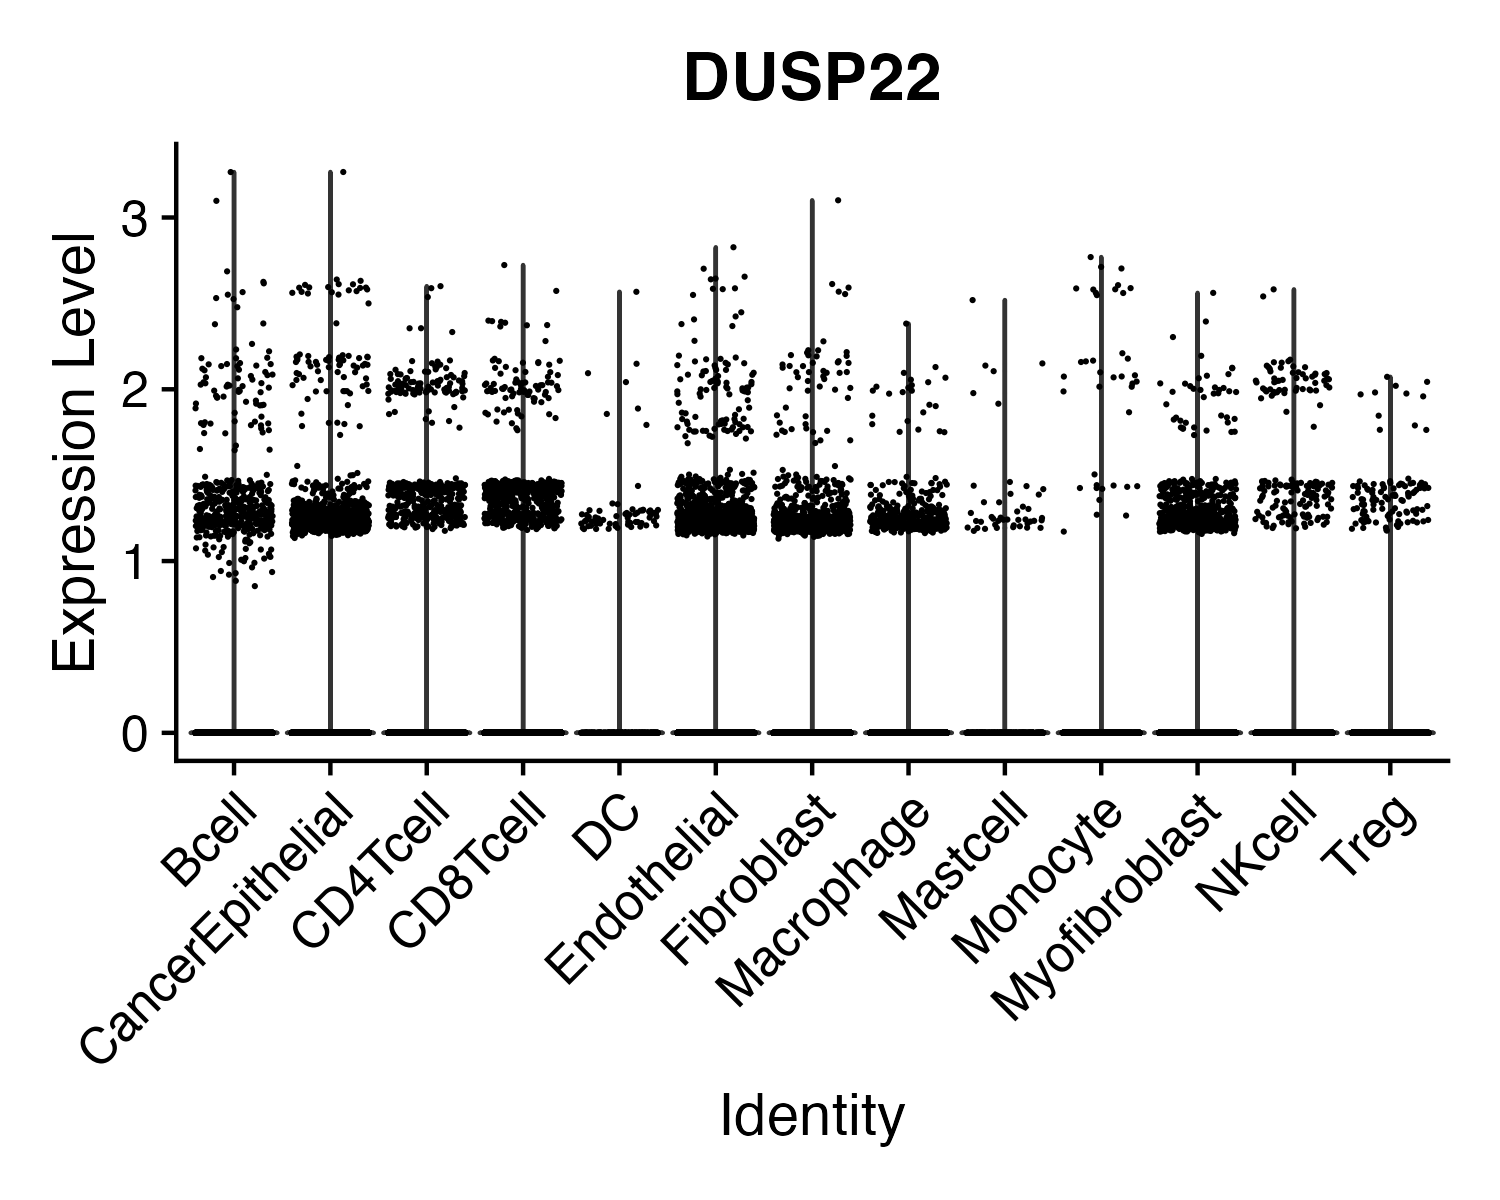 DUSP22
Expression Level
3
2
1
0
Bcell
CancerEpithelial
CD4Tcell
CD8Tcell
DC
Endothelial
Fibroblast
Macrophage
Mastcell
Monocyte
Myofibroblast
NKcell
Treg
Identity